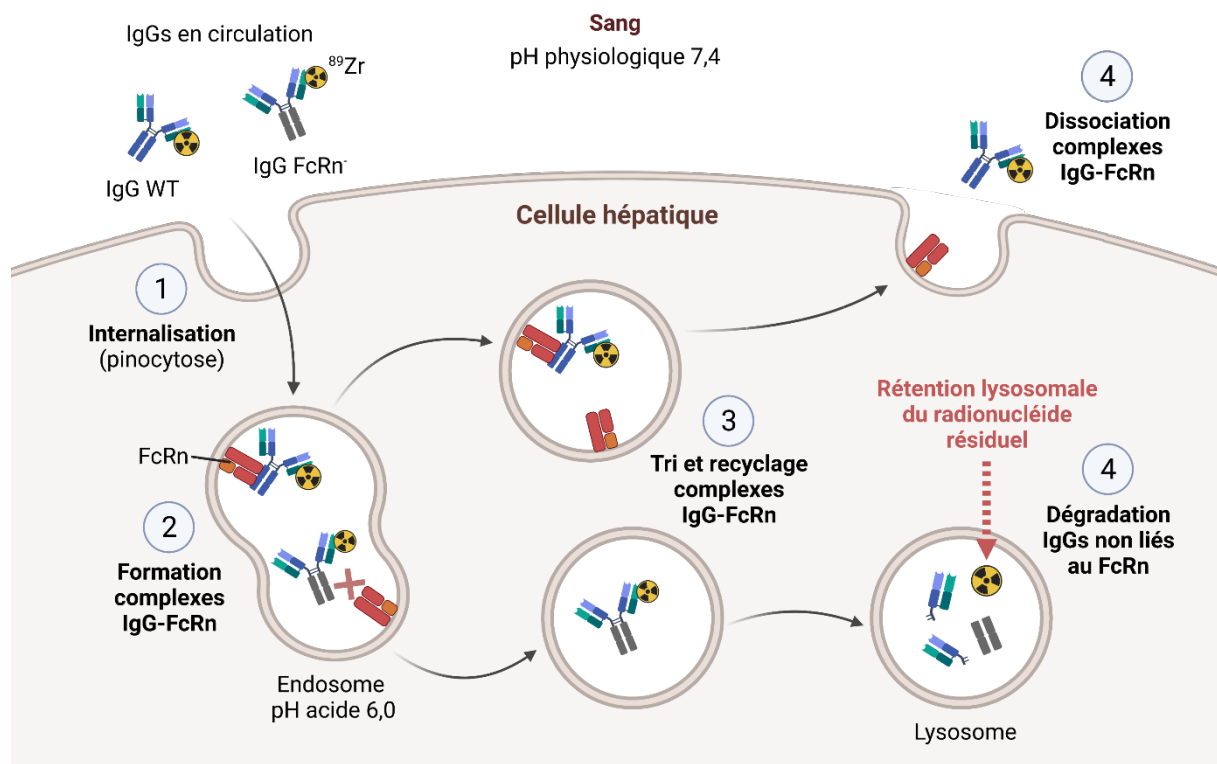 IgGs en circulation
⁸⁹Zr
IgG WT
IgG FcRn⁻
Sang
pH physiologique 7,4
4
Dissociation
complexes
IgG-FcRn
Cellule hépatique
1
Internalisation
(pinocytose)
FcRn
2
Formation
complexes
IgG-FcRn
Endosome
pH acide 6,0
3
Tri et recyclage
complexes
IgG-FcRn
Rétention lysosomale
du radionucléide
résiduel
4
Dégradation
IgGs non liés
au FcRn
Lysosome